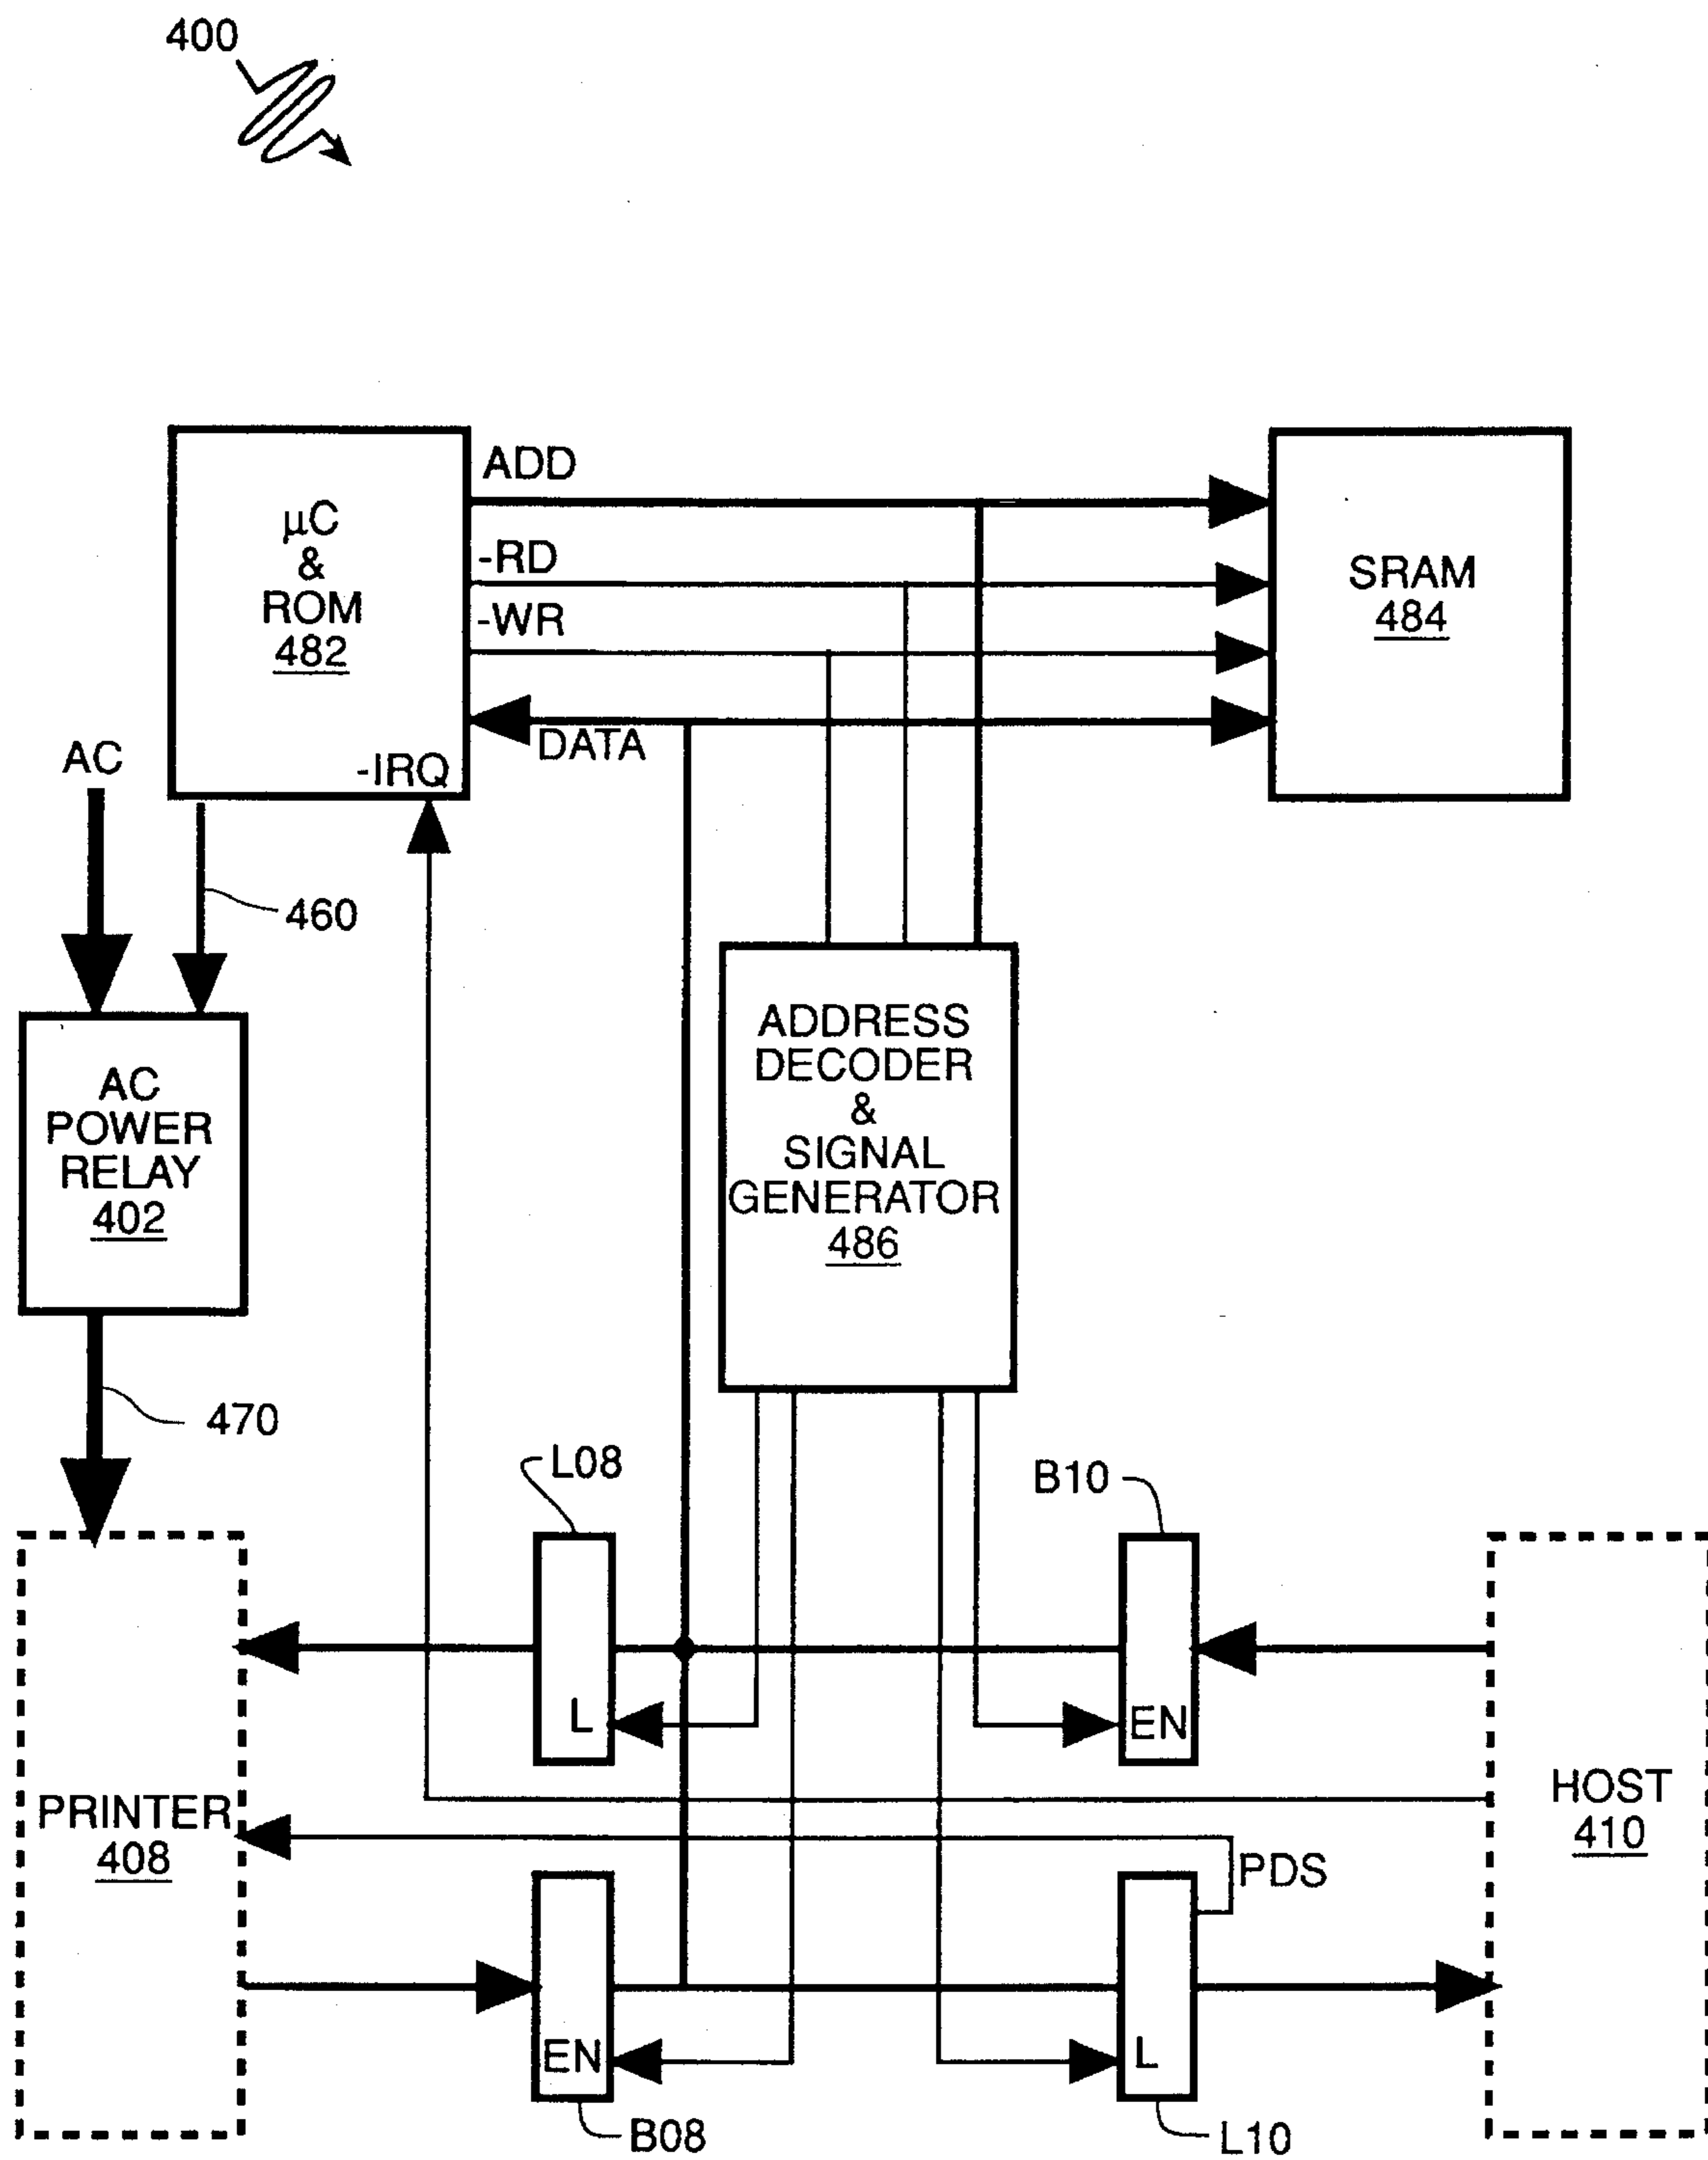 400
µC
&
ROM
482
ADD
-RD
-WR
DATA
-IRQ
SRAM
484
AC
460
AC
POWER
RELAY
402
470
ADDRESS
DECODER
&
SIGNAL
GENERATOR
486
L08
B10
L
EN
PRINTER
408
HOST
410
PDS
EN
L
B08
L10